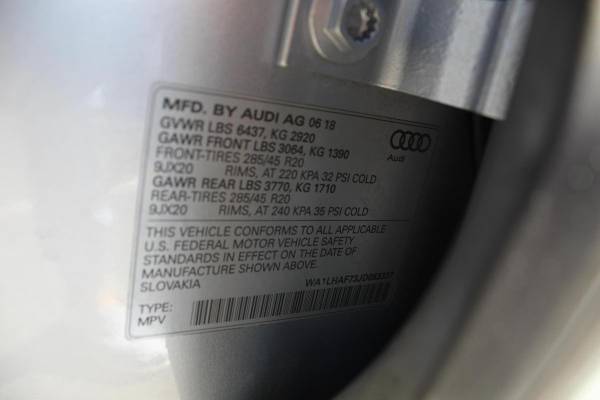 MFD. BY AUDI AG 06 18
GVWR LBS 6437, KG 2920
GAWR FRONT LBS 3064, KG 1390
FRONT-TIRES 285/45 R20
9JX20 RIMS, AT 220 KPA 32 PSI COLD
GAWR REAR LBS 3770, KG 1710
REAR-TIRES 285/45 R20
9JX20 RIMS, AT 240 KPA 35 PSI COLD
Audi
THIS VEHICLE CONFORMS TO ALL APPLICABLE
U.S. FEDERAL MOTOR VEHICLE SAFETY
STANDARDS IN EFFECT ON THE DATE OF
MANUFACTURE SHOWN ABOVE.
SLOVAKIA
TYPE:
MPV